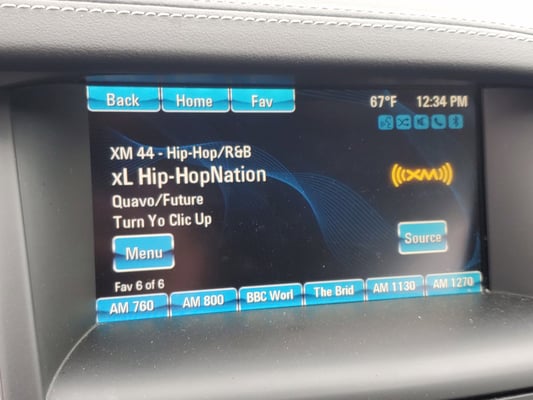 Back Home Fav 67°F 12:34 PM
XM 44 - Hip-Hop/R&B
xL Hip-HopNation
((XM))
Quavo/Future
Turn Yo Clic Up
Menu Source
Fav 6 of 6
AM 760 AM 800 BBC Worl The Brid AM 1130 AM 1270